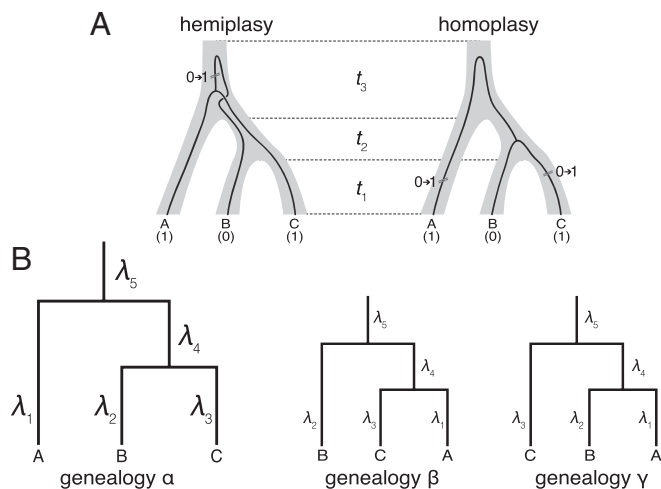 A
hemiplasy
homoplasy
0→1
t₃
t₂
t₁
0→1
0→1
A B C
(1) (0) (1)
A B C
(1) (0) (1)
B
λ₅
λ₄
λ₁ λ₂ λ₃
A B C
genealogy α
λ₅
λ₄
λ₂ λ₃ λ₁
B C A
genealogy β
λ₅
λ₄
λ₃ λ₂ λ₁
C B A
genealogy γ